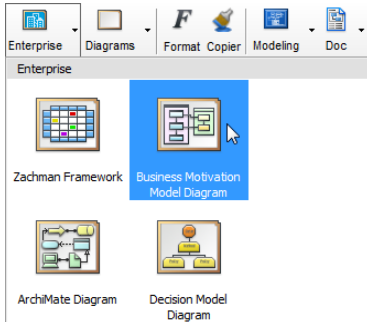 Enterprise Diagrams Format Copier Modeling Doc
Enterprise
Zachman Framework Business Motivation
Model Diagram
ArchiMate Diagram Decision Model
Diagram